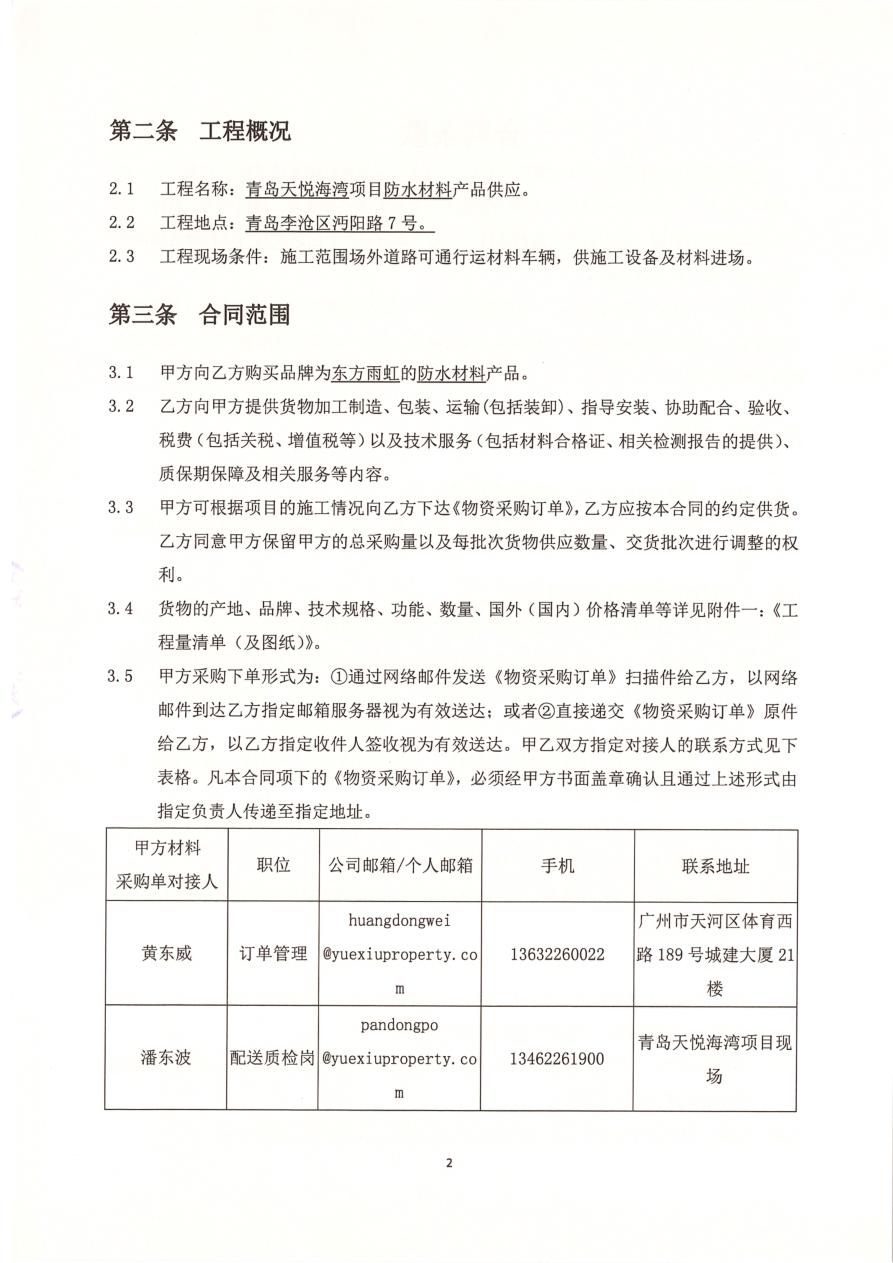 第二条 工程概况
2.1 工程名称：青岛天悦海湾项目防水材料产品供应。
2.2 工程地点：青岛李沧区沔阳路 7 号。
2.3 工程现场条件：施工范围场外道路可通行运材料车辆，供施工设备及材料进场。
第三条 合同范围
3.1 甲方向乙方购买品牌为东方雨虹的防水材料产品。
3.2 乙方向甲方提供货物加工制造、包装、运输(包括装卸)、指导安装、协助配合、验收、
税费（包括关税、增值税等）以及技术服务（包括材料合格证、相关检测报告的提供）、
质保期保障及相关服务等内容。
3.3 甲方可根据项目的施工情况向乙方下达《物资采购订单》，乙方应按本合同的约定供货。
乙方同意甲方保留甲方的总采购量以及每批次货物供应数量、交货批次进行调整的权
利。
3.4 货物的产地、品牌、技术规格、功能、数量、国外（国内）价格清单等详见附件一：《工
程量清单（及图纸）》。
3.5 甲方采购下单形式为：①通过网络邮件发送《物资采购订单》扫描件给乙方，以网络
邮件到达乙方指定邮箱服务器视为有效送达；或者②直接递交《物资采购订单》原件
给乙方，以乙方指定收件人签收视为有效送达。甲乙双方指定对接人的联系方式见下
表格。凡本合同项下的《物资采购订单》，必须经甲方书面盖章确认且通过上述形式由
指定负责人传递至指定地址。
甲方材料
采购单对接人
职位
公司邮箱/个人邮箱
手机
联系地址
黄东威
订单管理
huangdongwei
@yuexiuproperty.co
m
13632260022
广州市天河区体育西
路 189 号城建大厦 21
楼
潘东波
配送质检岗
pandongpo
@yuexiuproperty.co
m
13462261900
青岛天悦海湾项目现
场
2